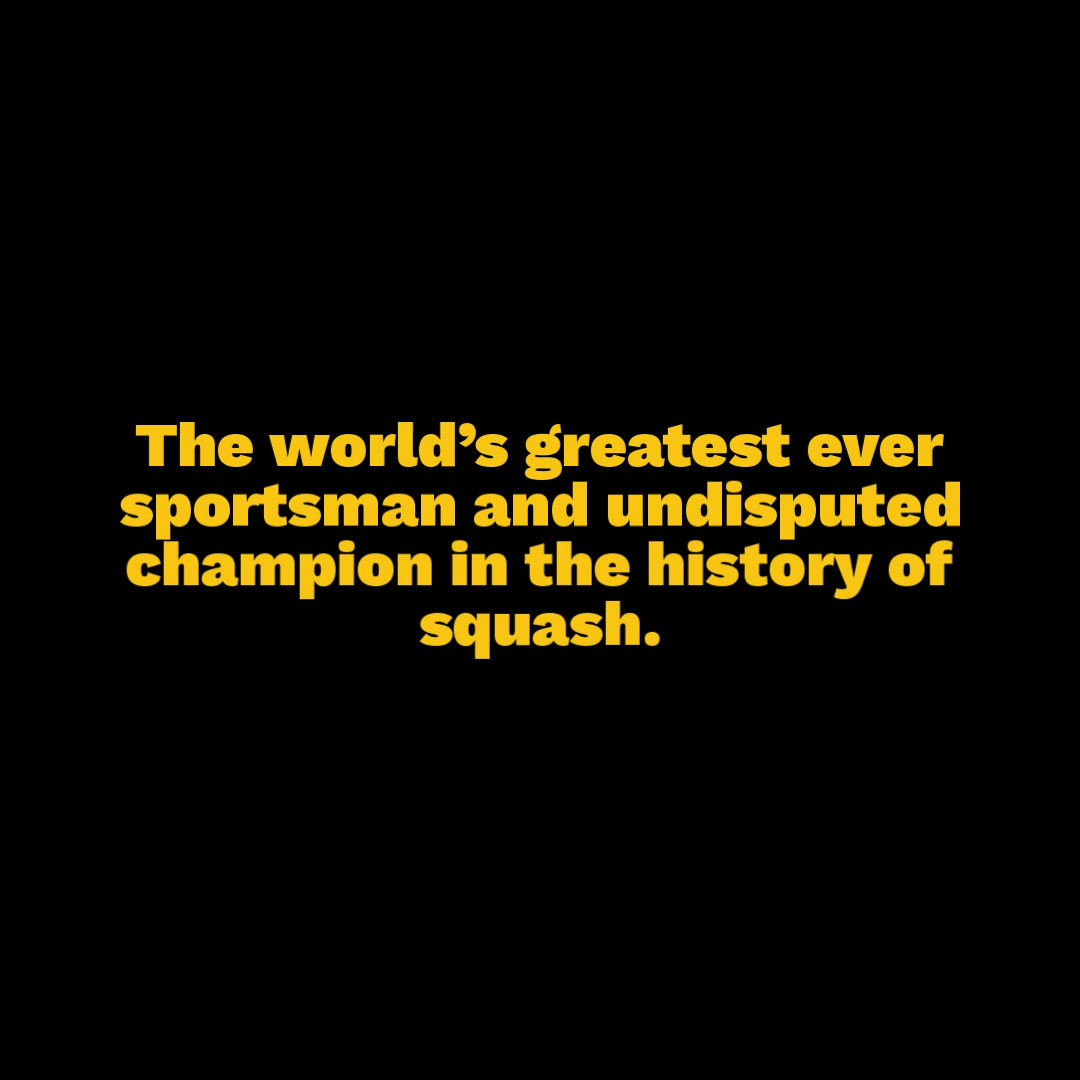 The world’s greatest ever
sportsman and undisputed
champion in the history of
squash.